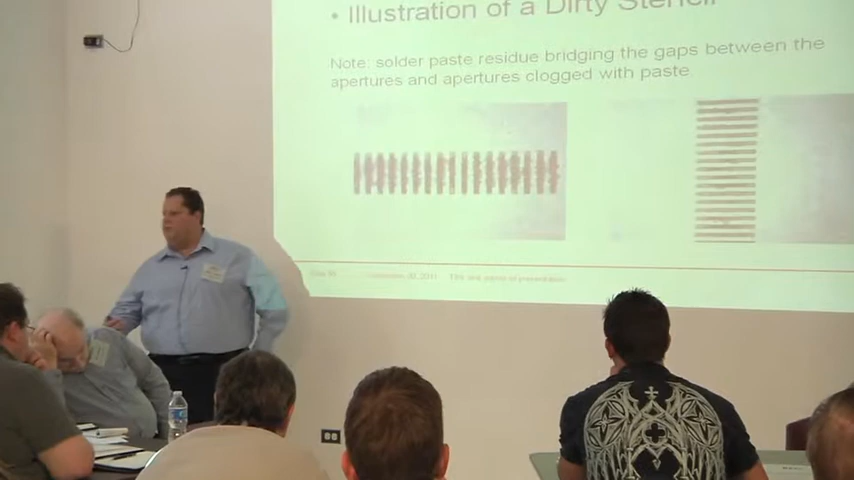 • Illustration of a Dirty Stencil
Note: solder paste residue bridging the gaps between the
apertures and apertures clogged with paste